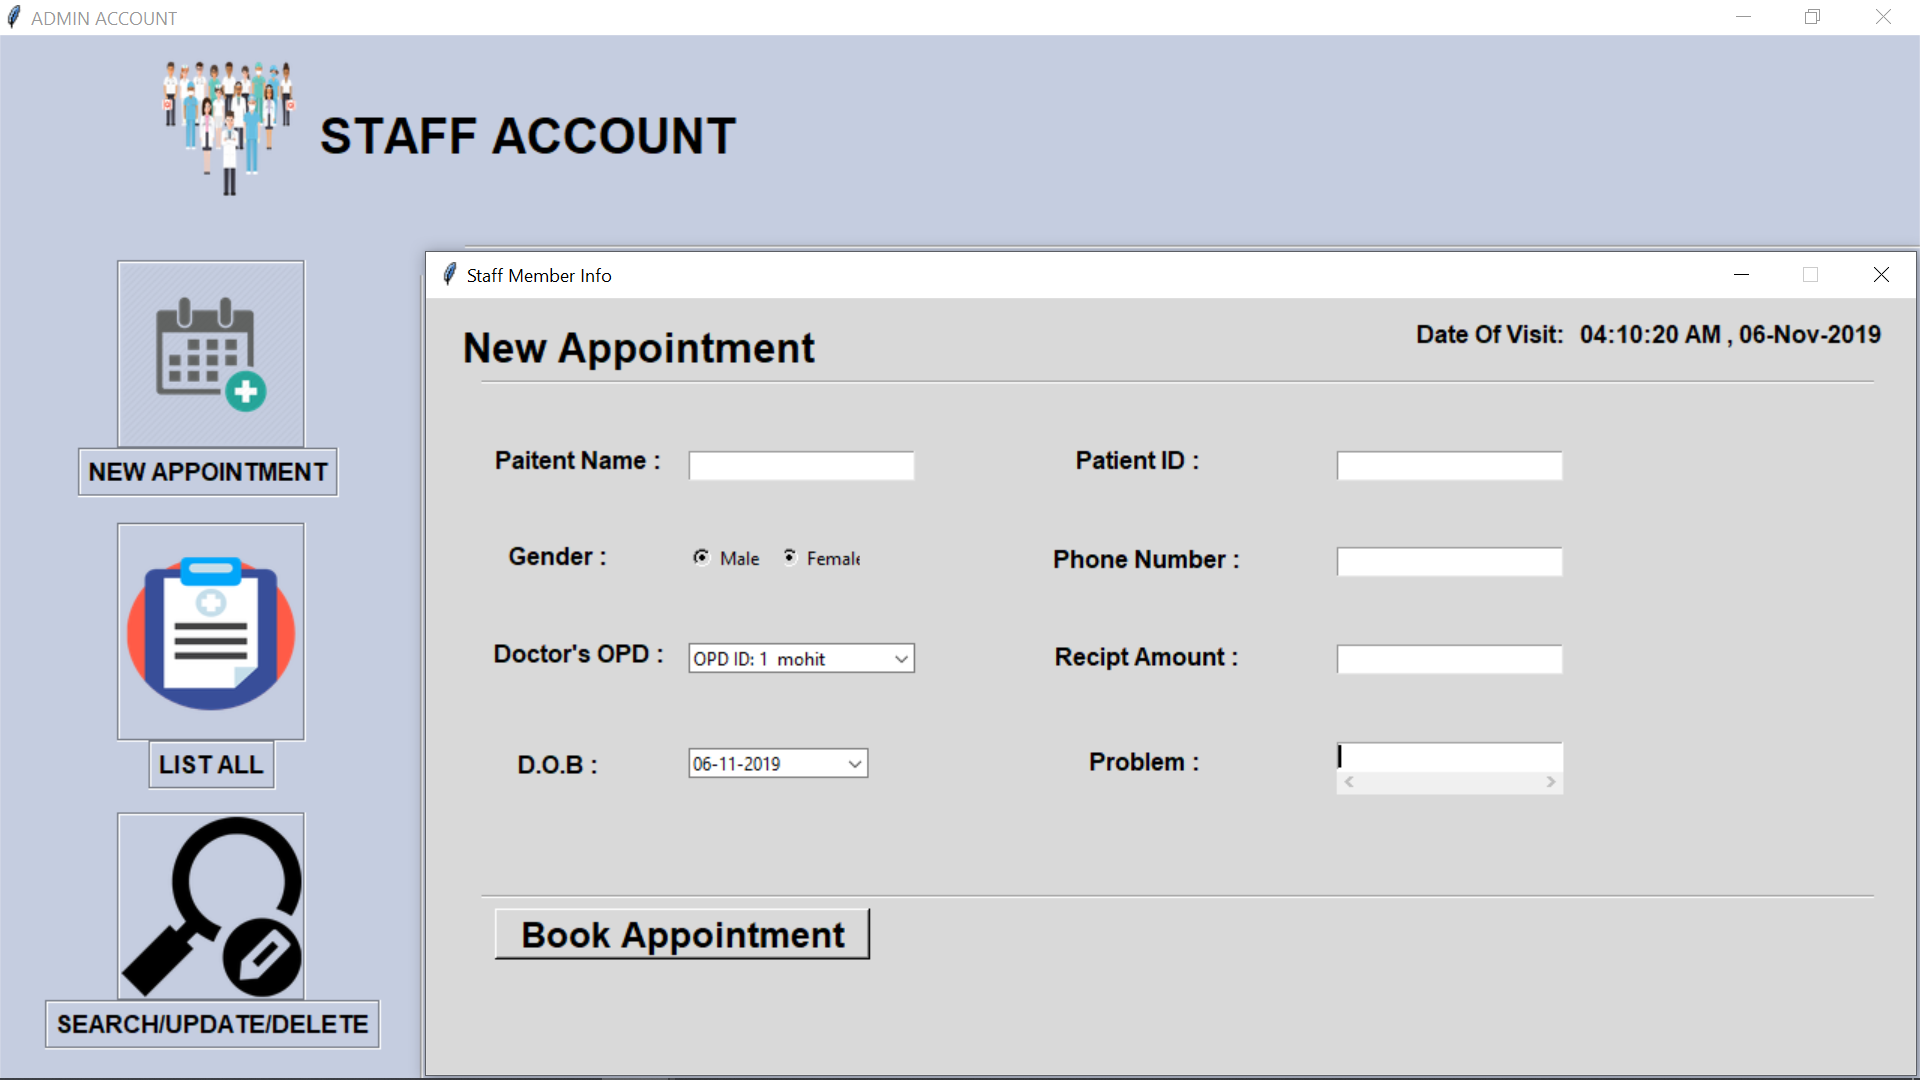 ADMIN ACCOUNT
STAFF ACCOUNT
NEW APPOINTMENT
LIST ALL
SEARCH/UPDATE/DELETE
Staff Member Info
New Appointment
Date Of Visit: 04:10:20 AM , 06-Nov-2019
Paitent Name :
Patient ID :
Gender : Male Female
Phone Number :
Doctor's OPD : OPD ID: 1 mohit
Recipt Amount :
D.O.B : 06-11-2019
Problem :
Book Appointment